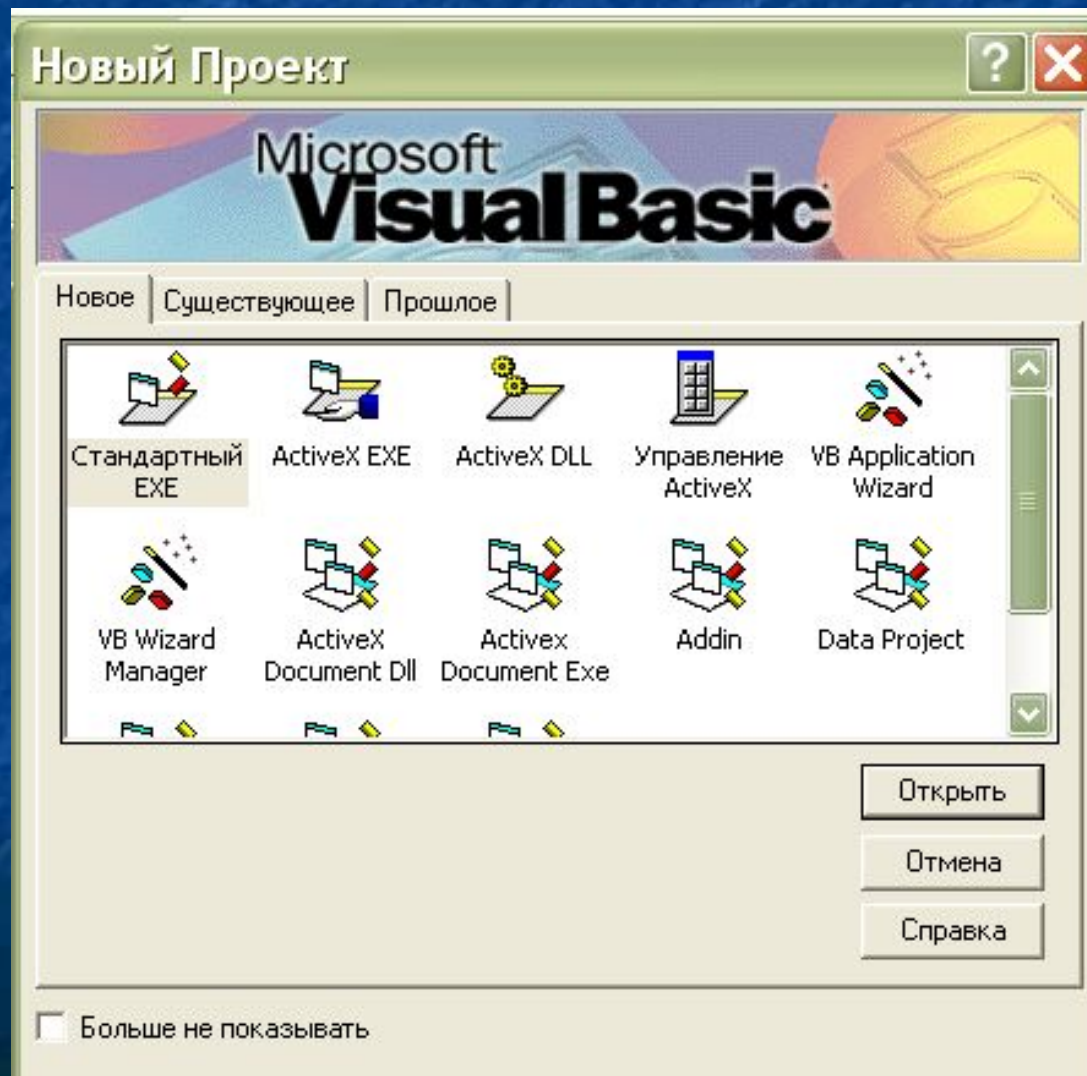 Новый Проект
Microsoft
Visual Basic
Новое Существующее Прошлое
Стандартный EXE
ActiveX EXE
ActiveX DLL
Управление ActiveX
VB Application Wizard
VB Wizard Manager
ActiveX Document Dll
Activex Document Exe
Addin
Data Project
Открыть
Отмена
Справка
Больше не показывать